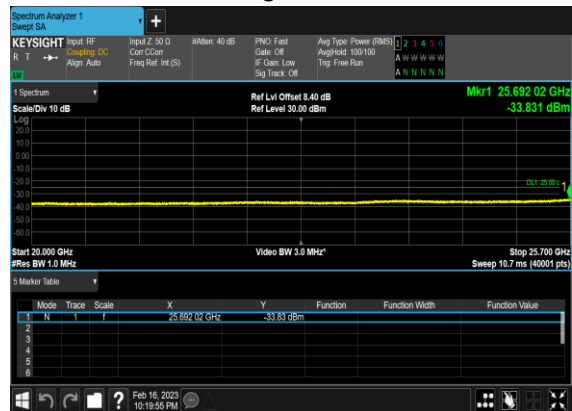 Spectrum Analyzer 1
Swept SA
+
KEYSIGHT Input: RF Input Z: 50 Ω #Atten: 40 dB PNO: Fast Avg Type: Power (RMS) 1 2 3 4 5 6
R T Coupling: DC Corr CCorr Gate: Off Avg|Hold: 100/100 A W W W W W
Align: Auto Freq Ref: Int (S) IF Gain: Low Trig: Free Run
Sig Track: Off A N N N N N
1 Spectrum Ref Lvl Offset 8.40 dB Mkr1 25.692 02 GHz
Scale/Div 10 dB Ref Level 30.00 dBm -33.831 dBm
Log
20.0
10.0
0.00
-10.0
-20.0
DL1 1
-30.0
-40.0
-50.0
-60.0
Start 20.000 GHz Video BW 3.0 MHz* Stop 25.700 GHz
#Res BW 1.0 MHz Sweep 10.7 ms (40001 pts)
5 Marker Table
Mode Trace Scale X Y Function Function Width Function Value
1 N 1 f 25.692 02 GHz -33.83 dBm
2
3
4
5
6
? Feb 16, 2023
10:19:55 PM